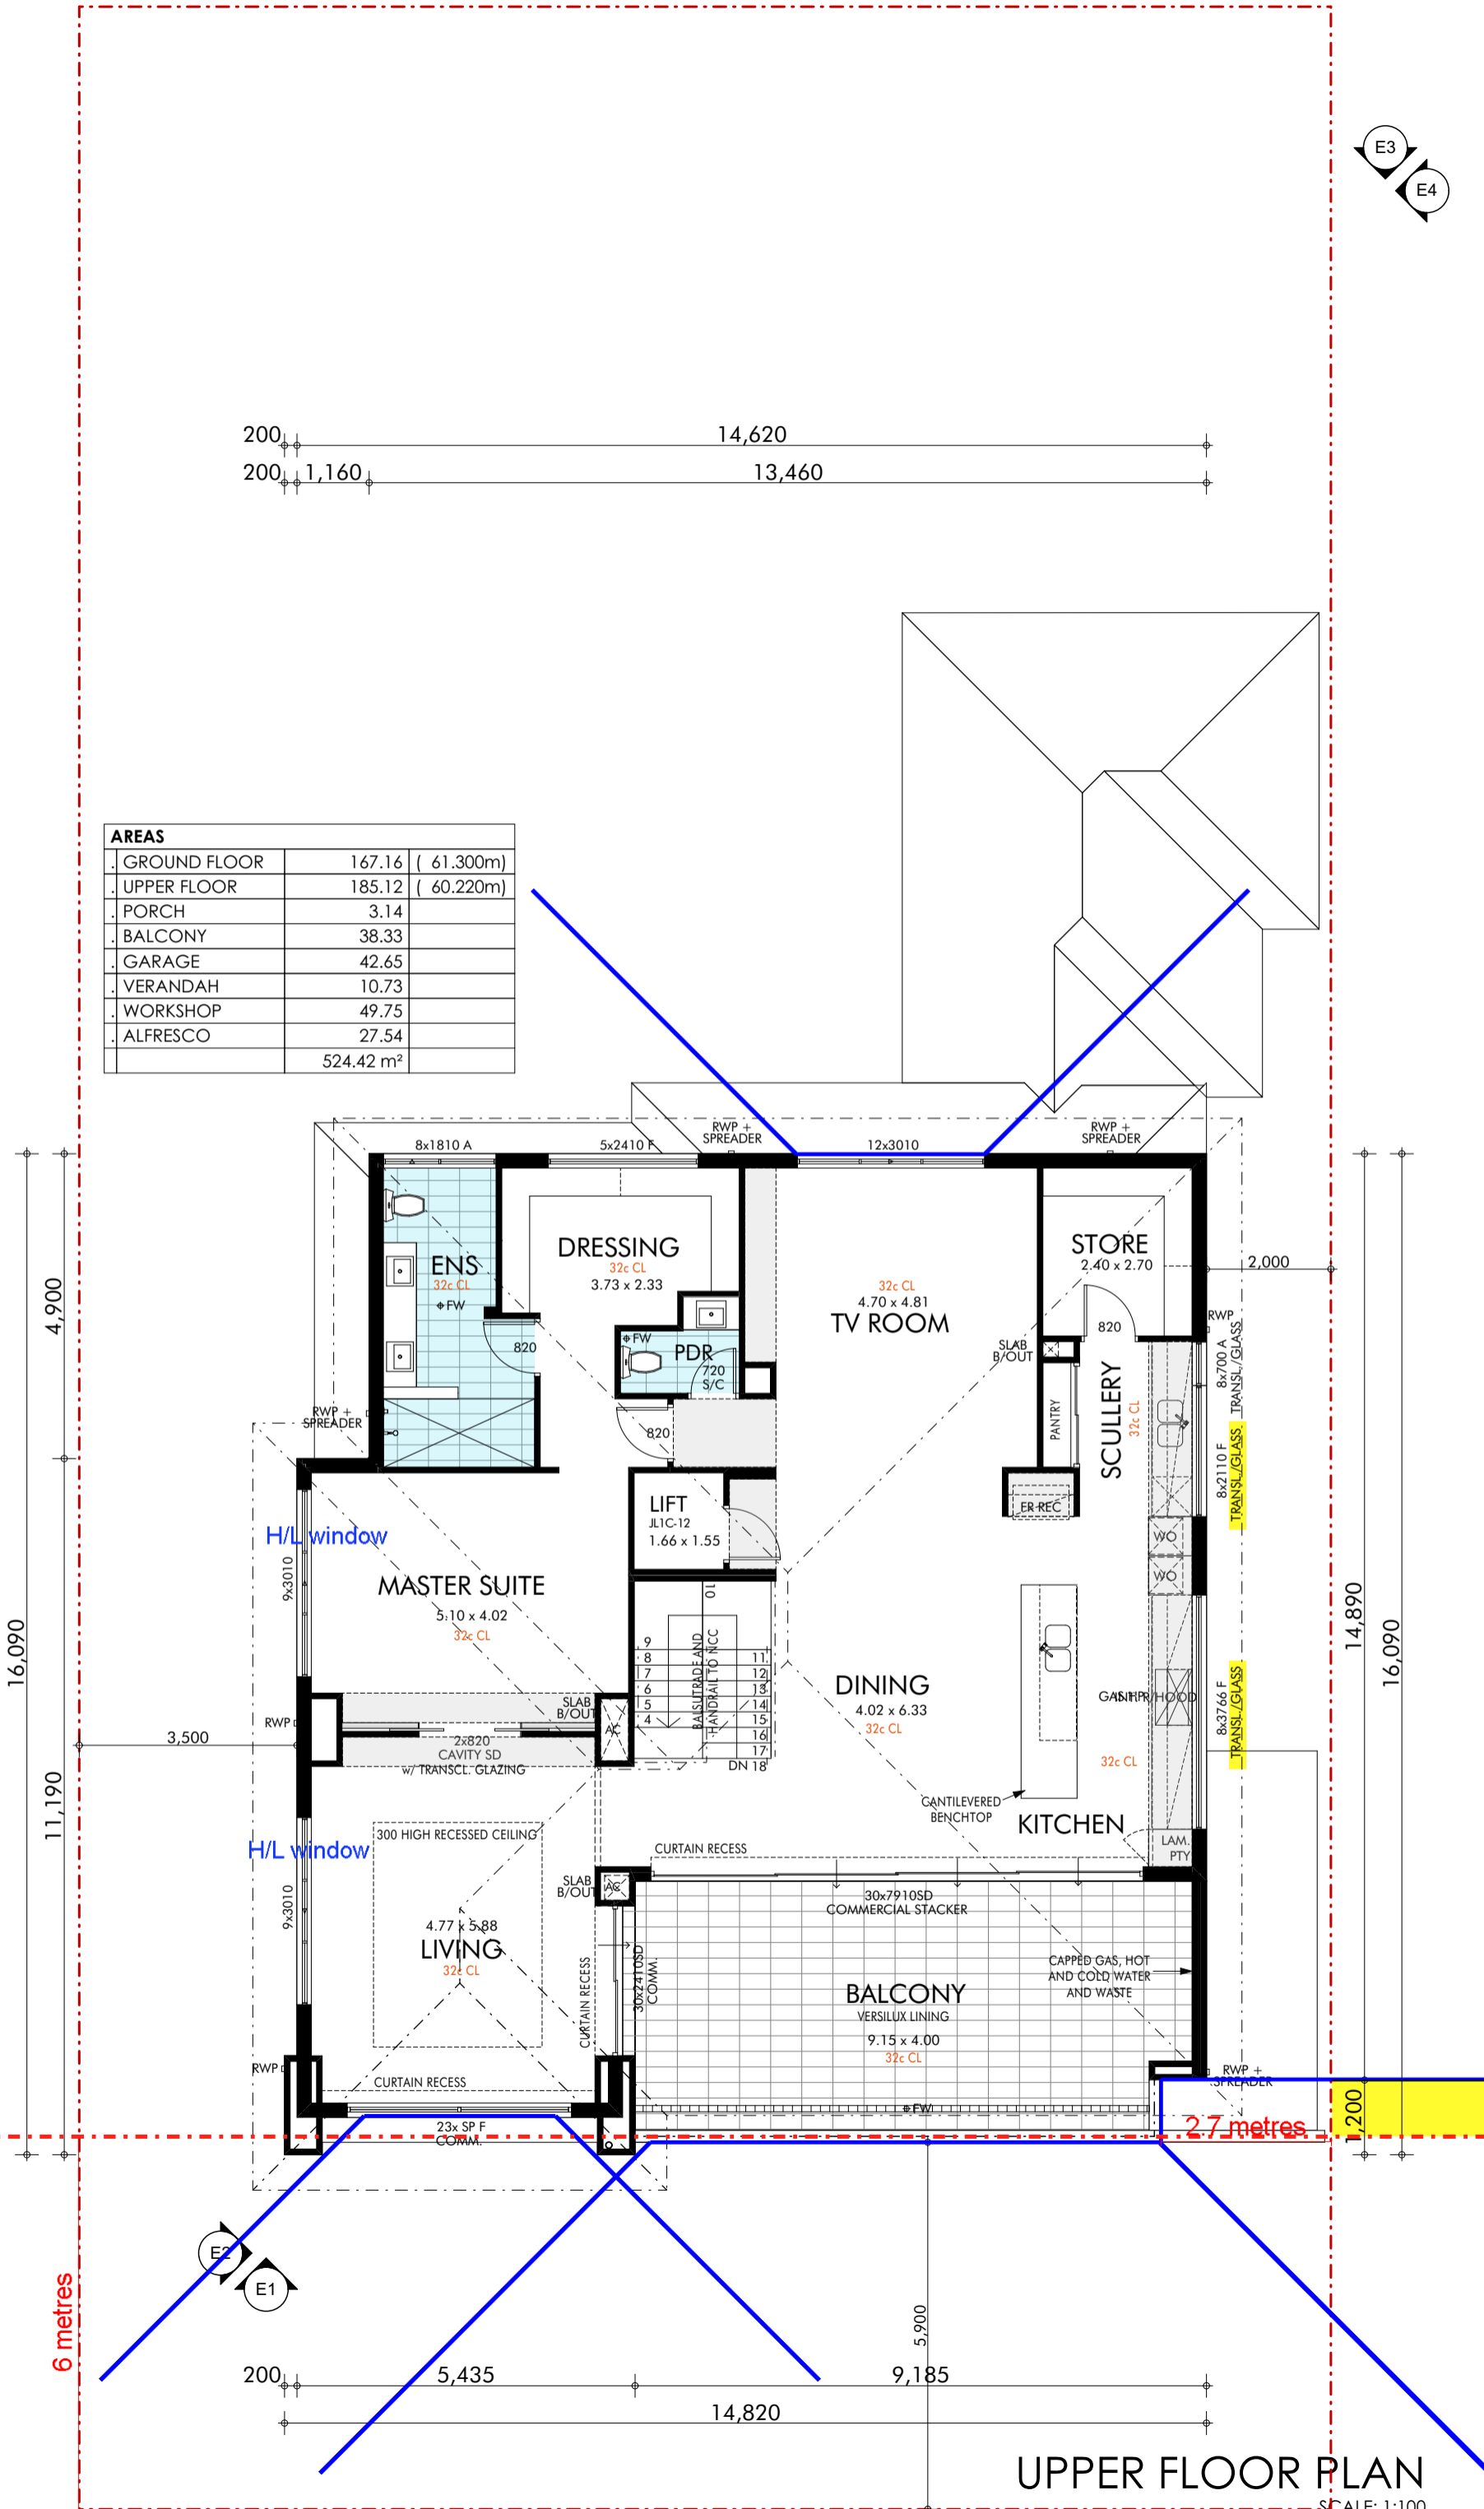 E3
E4
200
14,620
200
1,160
13,460
AREAS
. GROUND FLOOR 167.16 ( 61.300m)
. UPPER FLOOR 185.12 ( 60.220m)
. PORCH 3.14
. BALCONY 38.33
. GARAGE 42.65
. VERANDAH 10.73
. WORKSHOP 49.75
. ALFRESCO 27.54
524.42 m²
RWP +
SPREADER
RWP +
SPREADER
8x1810 A
5x2410 F
12x3010
4,900
ENS
32c CL
FW
820
DRESSING
32c CL
3.73 x 2.33
FW
PDR
720
S/C
820
32c CL
4.70 x 4.81
TV ROOM
STORE
2.40 x 2.70
820
2,000
RWP
SLAB
B/OUT
PANTRY
SCULLERY
32c CL
8x700 A
TRANSL./GLASS
8x2110 F
TRANSL./GLASS
RWP +
SPREADER
LIFT
JL1C-12
1.66 x 1.55
FR REC
WO
WO
H/L window
9x3010
MASTER SUITE
5.10 x 4.02
32c CL
10
9
8
7
6
5
4
BALSUTRADE AND
HANDRAIL TO NCC
11
12
13
14
15
16
17
DN 18
16,090
14,890
16,090
DINING
4.02 x 6.33
32c CL
8x3766 F
TRANSL./GLASS
32c CL
SLAB
B/OUT
AC
RWP
3,500
2x820
CAVITY SD
w/ TRANSCL. GLAZING
11,190
CANTILEVERED
BENCHTOP
KITCHEN
LAM.
PTY
300 HIGH RECESSED CEILING
H/L window
CURTAIN RECESS
SLAB
B/OUT
AC
9x3010
30x7910SD
COMMERCIAL STACKER
4.77 x 5.88
LIVING
32c CL
CURTAIN RECESS
30x2410SD
COMM.
CAPPED GAS, HOT
AND COLD WATER
AND WASTE
BALCONY
VERSILUX LINING
9.15 x 4.00
32c CL
RWP
CURTAIN RECESS
RWP +
SPREADER
FW
23x SP F
COMM.
2.7 metres
1,200
E2
E1
6 metres
5,900
200
5,435
9,185
14,820
UPPER FLOOR PLAN
SCALE: 1:100